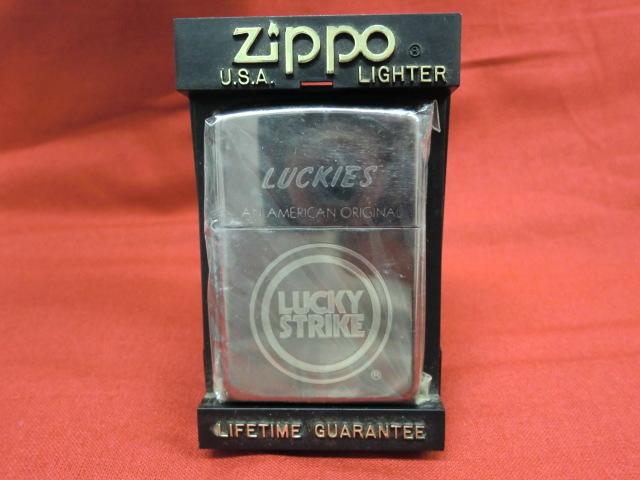 zippo ®
U.S.A. LIGHTER
LUCKIES
AN AMERICAN ORIGINAL
LUCKY
STRIKE
®
LIFETIME GUARANTEE